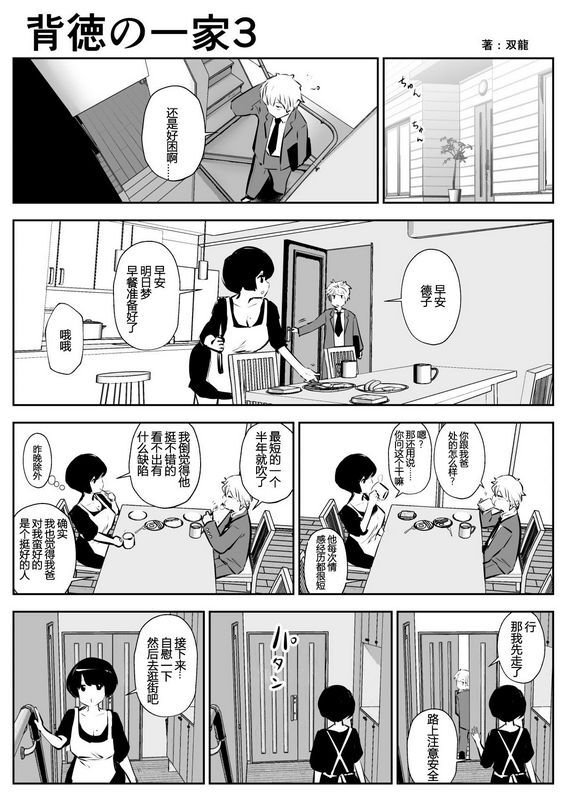 背徳の一家3
著：双龍
ちゅん
ちゅん
还是好困啊……
早安
德子
早安
明日梦
早餐准备好了
哦哦
你跟我爸
处的怎么样？
嗯？
那还用说……
你问这个干嘛
他每次情
感经历都很短
最短的一个
半年就吹了
我倒觉得他
挺不错的
看不出有
什么缺陷
昨晚除外
确实
我也觉得我爸
对我蛮好的
是个挺好的人
行
那我先走了
路上注意安全
パタン
接下来…
自慰一下
然后去逛街吧